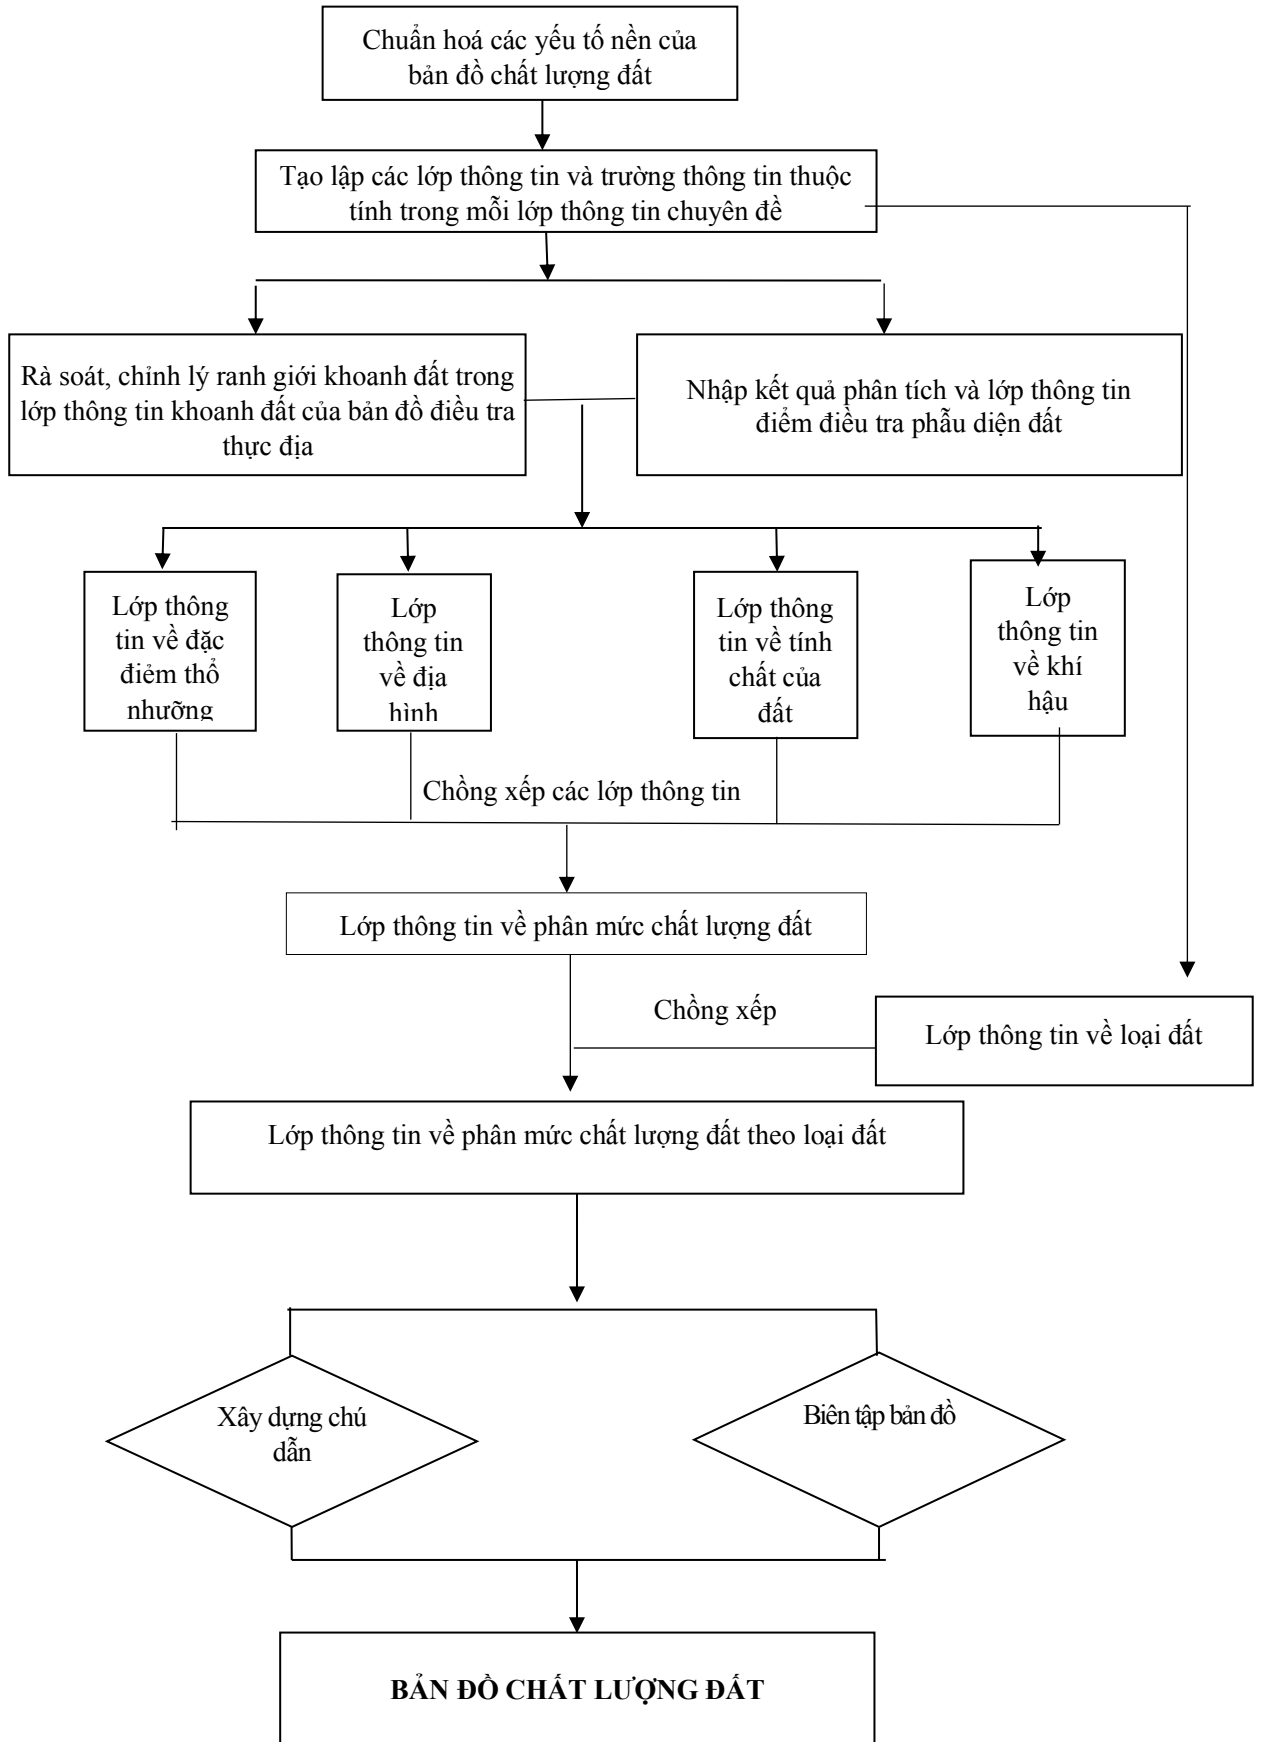 Chuẩn hoá các yếu tố nền của
bản đồ chất lượng đất
Tạo lập các lớp thông tin và trường thông tin thuộc
tính trong mỗi lớp thông tin chuyên đề
Rà soát, chỉnh lý ranh giới khoanh đất trong
lớp thông tin khoanh đất của bản đồ điều tra
thực địa
Nhập kết quả phân tích và lớp thông tin
điểm điều tra phẫu diện đất
Lớp thông
tin về đặc
điẻm thổ
nhưỡng
Lớp
thông tin
về địa
hình
Lớp thông
tin về tính
chất của
đất
Lớp
thông tin
về khí
hậu
Chồng xếp các lớp thông tin
Lớp thông tin về phân mức chất lượng đất
Chồng xếp
Lớp thông tin về loại đất
Lớp thông tin về phân mức chất lượng đất theo loại đất
Xây dựng chú
dẫn
Biên tập bản đồ
BẢN ĐỒ CHẤT LƯỢNG ĐẤT